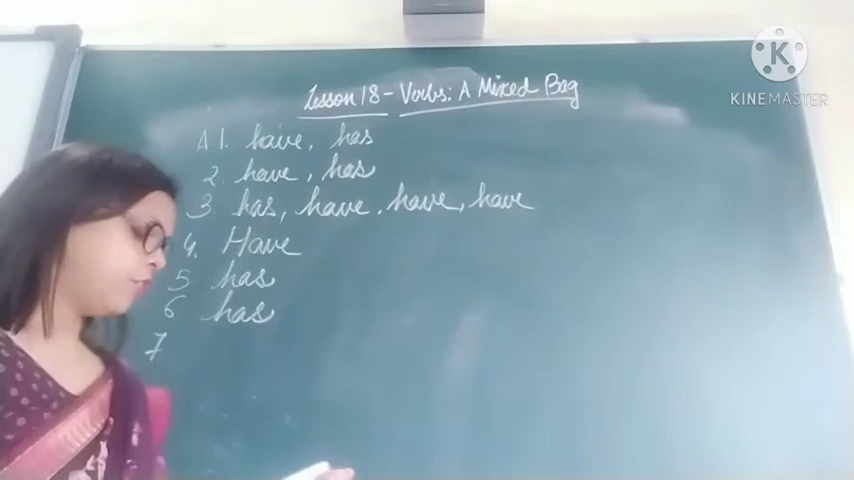 Lesson 18 - Verbs: A Mixed Bag
A 1. have, has
2. have, has
3. has, have, have, have
4. Have
5 has
6 has
7
KINEMASTER